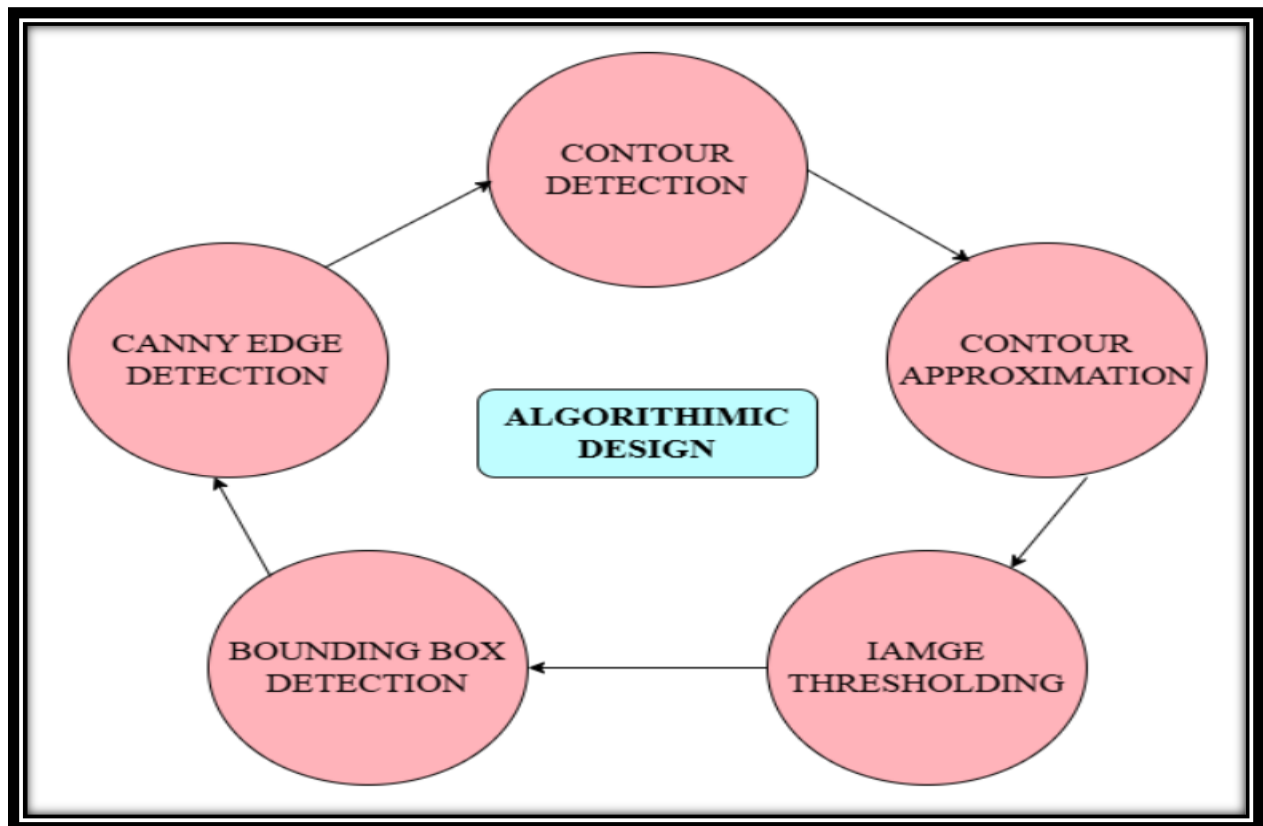 CONTOUR
DETECTION
CANNY EDGE
DETECTION
CONTOUR
APPROXIMATION
ALGORITHIMIC
DESIGN
BOUNDING BOX
DETECTION
IAMGE
THRESHOLDING